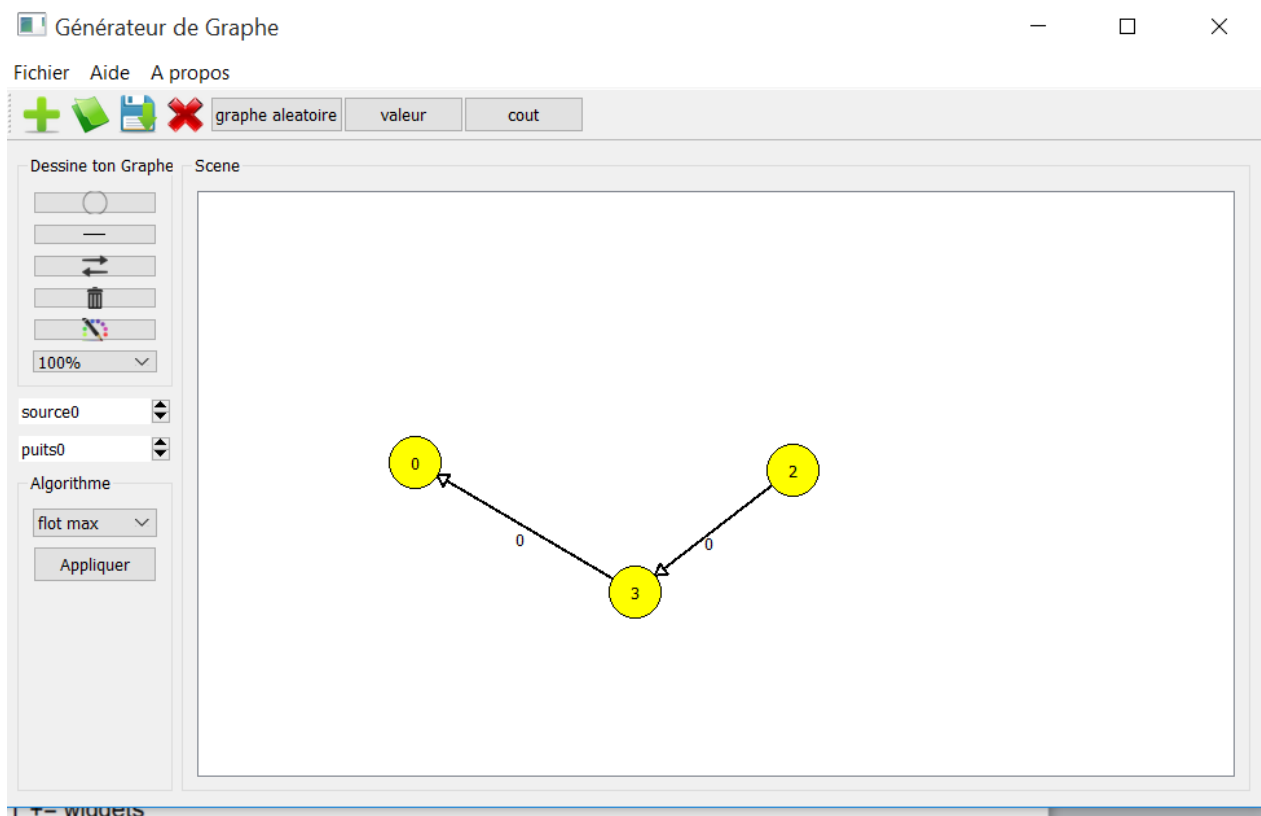 Générateur de Graphe
Fichier Aide A propos
graphe aleatoire valeur cout
Dessine ton Graphe Scene
100%
source0
puits0
Algorithme
flot max
Appliquer
0 2
0 0
3
+= widgets